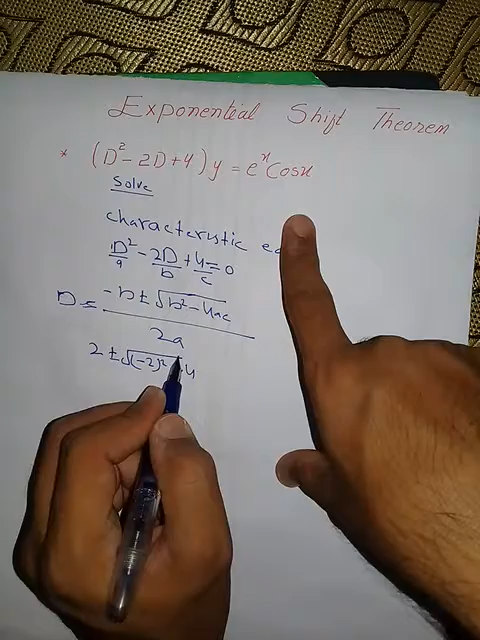 Exponential Shift Theorem
* (D² - 2D + 4) y = eˣ Cosx
Solve
characteristic
D² - 2D + 4 = 0
a b c
D = -b ± √b² - 4ac
2a
2 ± √(-2)² 4